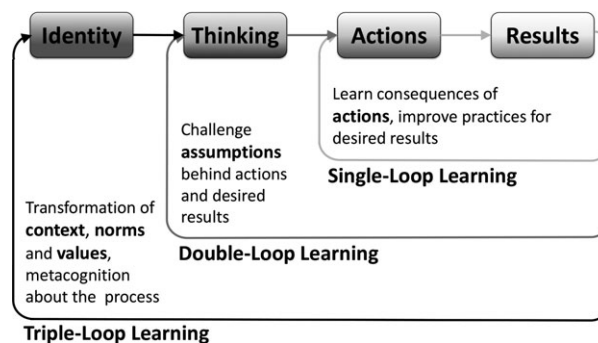 Identity
Thinking
Actions
Results
Learn consequences of
actions, improve practices for
desired results
Single-Loop Learning
Challenge
assumptions
behind actions
and desired
results
Double-Loop Learning
Transformation of
context, norms
and values,
metacognition
about the process
Triple-Loop Learning